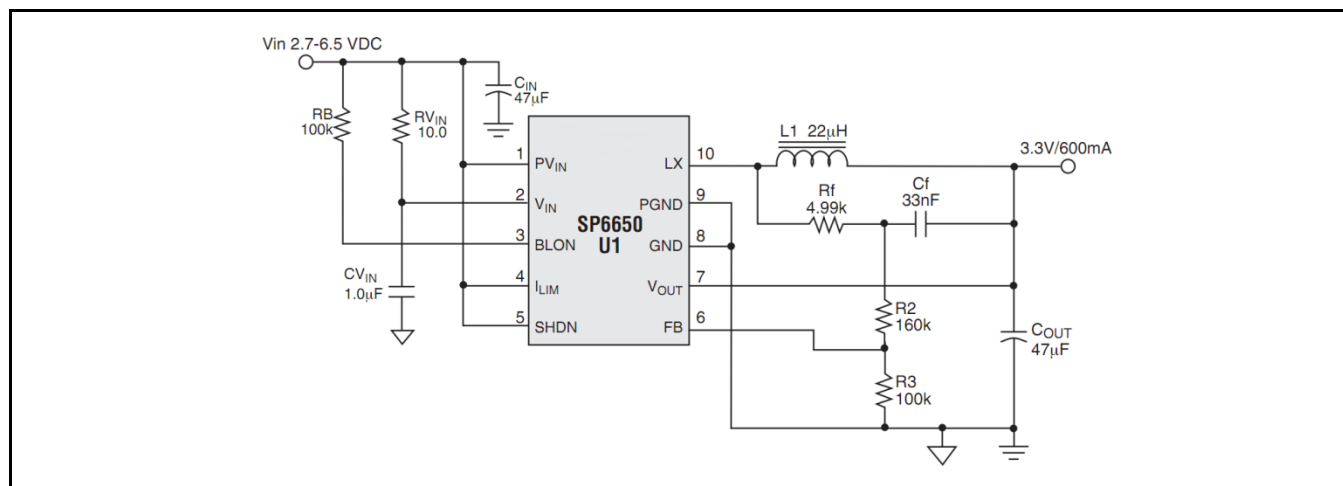 Vin 2.7-6.5 VDC
CIN
47μF
RB
100k
RVIN
10.0
CVIN
1.0μF
1
PVIN
2
VIN
3
BLON
4
ILIM
5
SHDN
SP6650
U1
LX
10
PGND
9
GND
8
VOUT
7
FB
6
L1 22μH
3.3V/600mA
Rf
4.99k
Cf
33nF
R2
160k
R3
100k
COUT
47μF